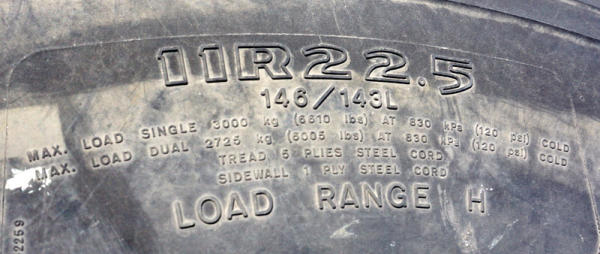 11R22.5
146/143L
MAX. LOAD SINGLE 3000 kg (6610 lbs) AT 830 kPa (120 psi) COLD
MAX. LOAD DUAL 2725 kg (6005 lbs) AT 830 kPa (120 psi) COLD
TREAD 5 PLIES STEEL CORD
SIDEWALL 1 PLY STEEL CORD
LOAD RANGE H
2259